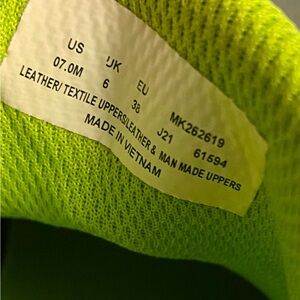 US UK EU
07.0M 6 38 MK262619
LEATHER/ TEXTILE UPPERS/LEATHER & MAN MADE UPPERS J21 61594
MADE IN VIETNAM